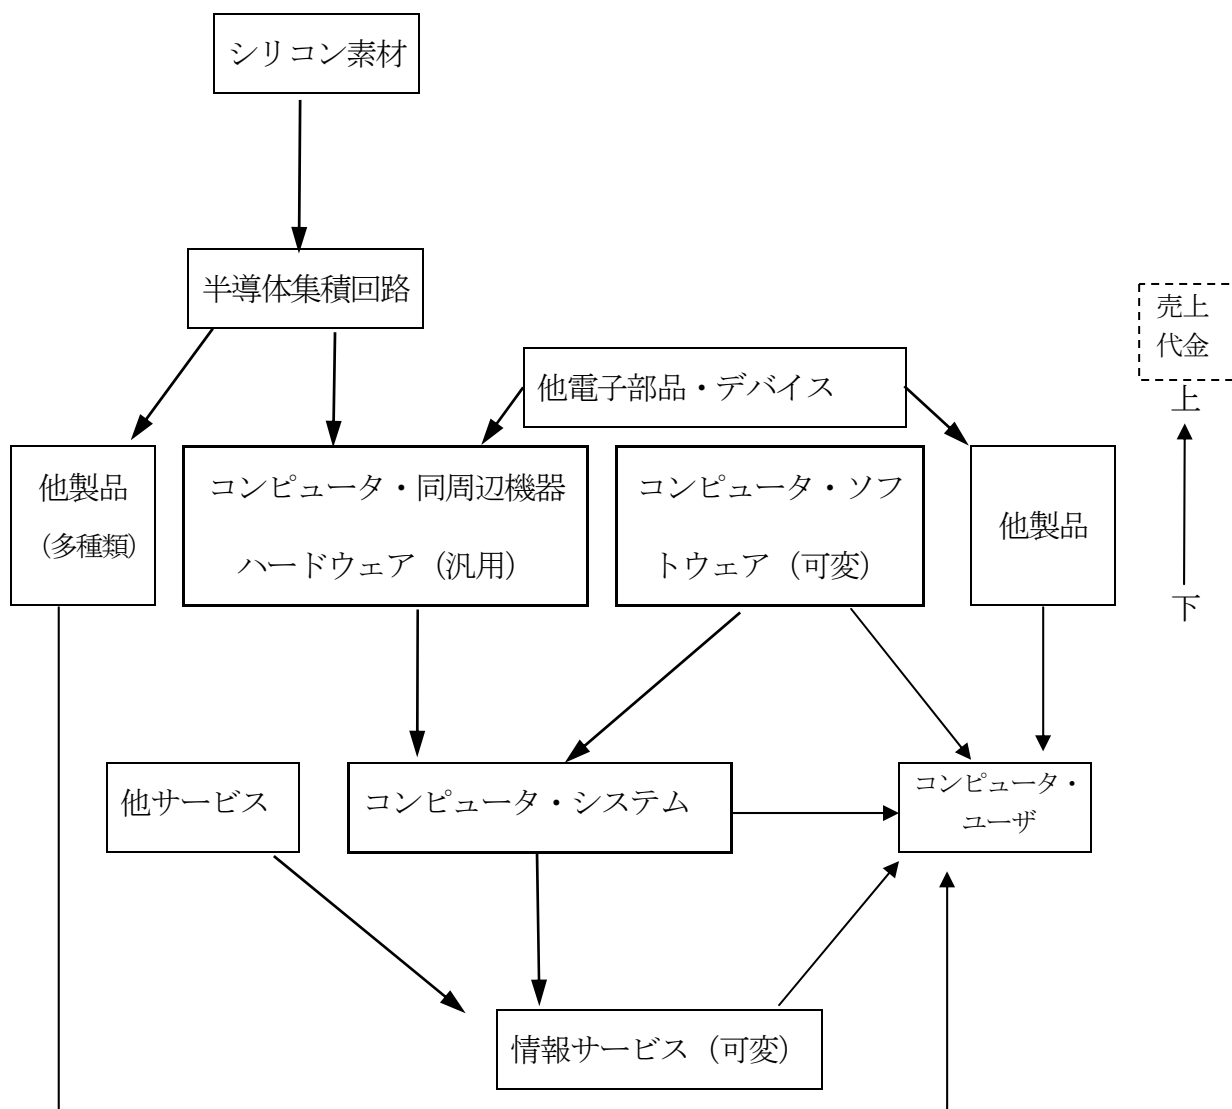 シリコン素材
半導体集積回路
売上
代金
他電子部品・デバイス
上
他製品
（多種類）
コンピュータ・同周辺機器
ハードウェア（汎用）
コンピュータ・ソフ
トウェア（可変）
他製品
下
他サービス
コンピュータ・システム
コンピュータ・
ユーザ
情報サービス（可変）